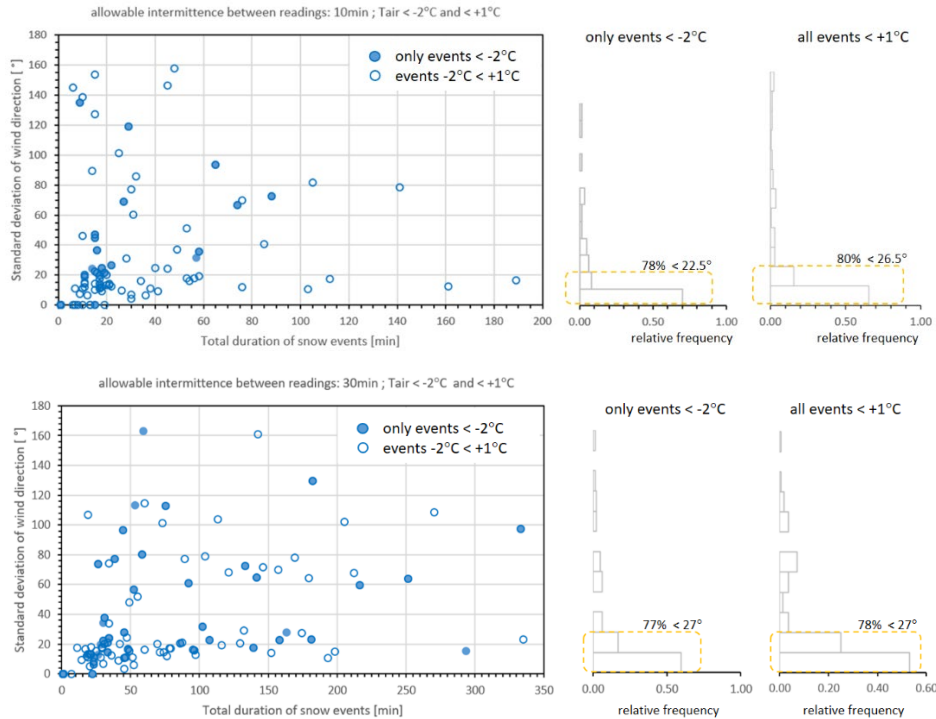 allowable intermittence between readings: 10min ; Tair < -2°C and < +1°C
180
160
140
120
100
80
60
40
20
0
Standard deviation of wind direction [°]
only events < -2°C
events -2°C < +1°C
0 20 40 60 80 100 120 140 160 180 200
Total duration of snow events [min]
only events < -2°C
78% < 22.5°
0.00 0.50 1.00
relative frequency
all events < +1°C
80% < 26.5°
0.00 0.50 1.00
relative frequency
allowable intermittence between readings: 30min ; Tair < -2°C and < +1°C
180
160
140
120
100
80
60
40
20
0
Standard deviation of wind direction [°]
only events < -2°C
events -2°C < +1°C
0 50 100 150 200 250 300 350
Total duration of snow events [min]
only events < -2°C
77% < 27°
0.00 0.50 1.00
relative frequency
all events < +1°C
78% < 27°
0.00 0.20 0.40 0.60
relative frequency